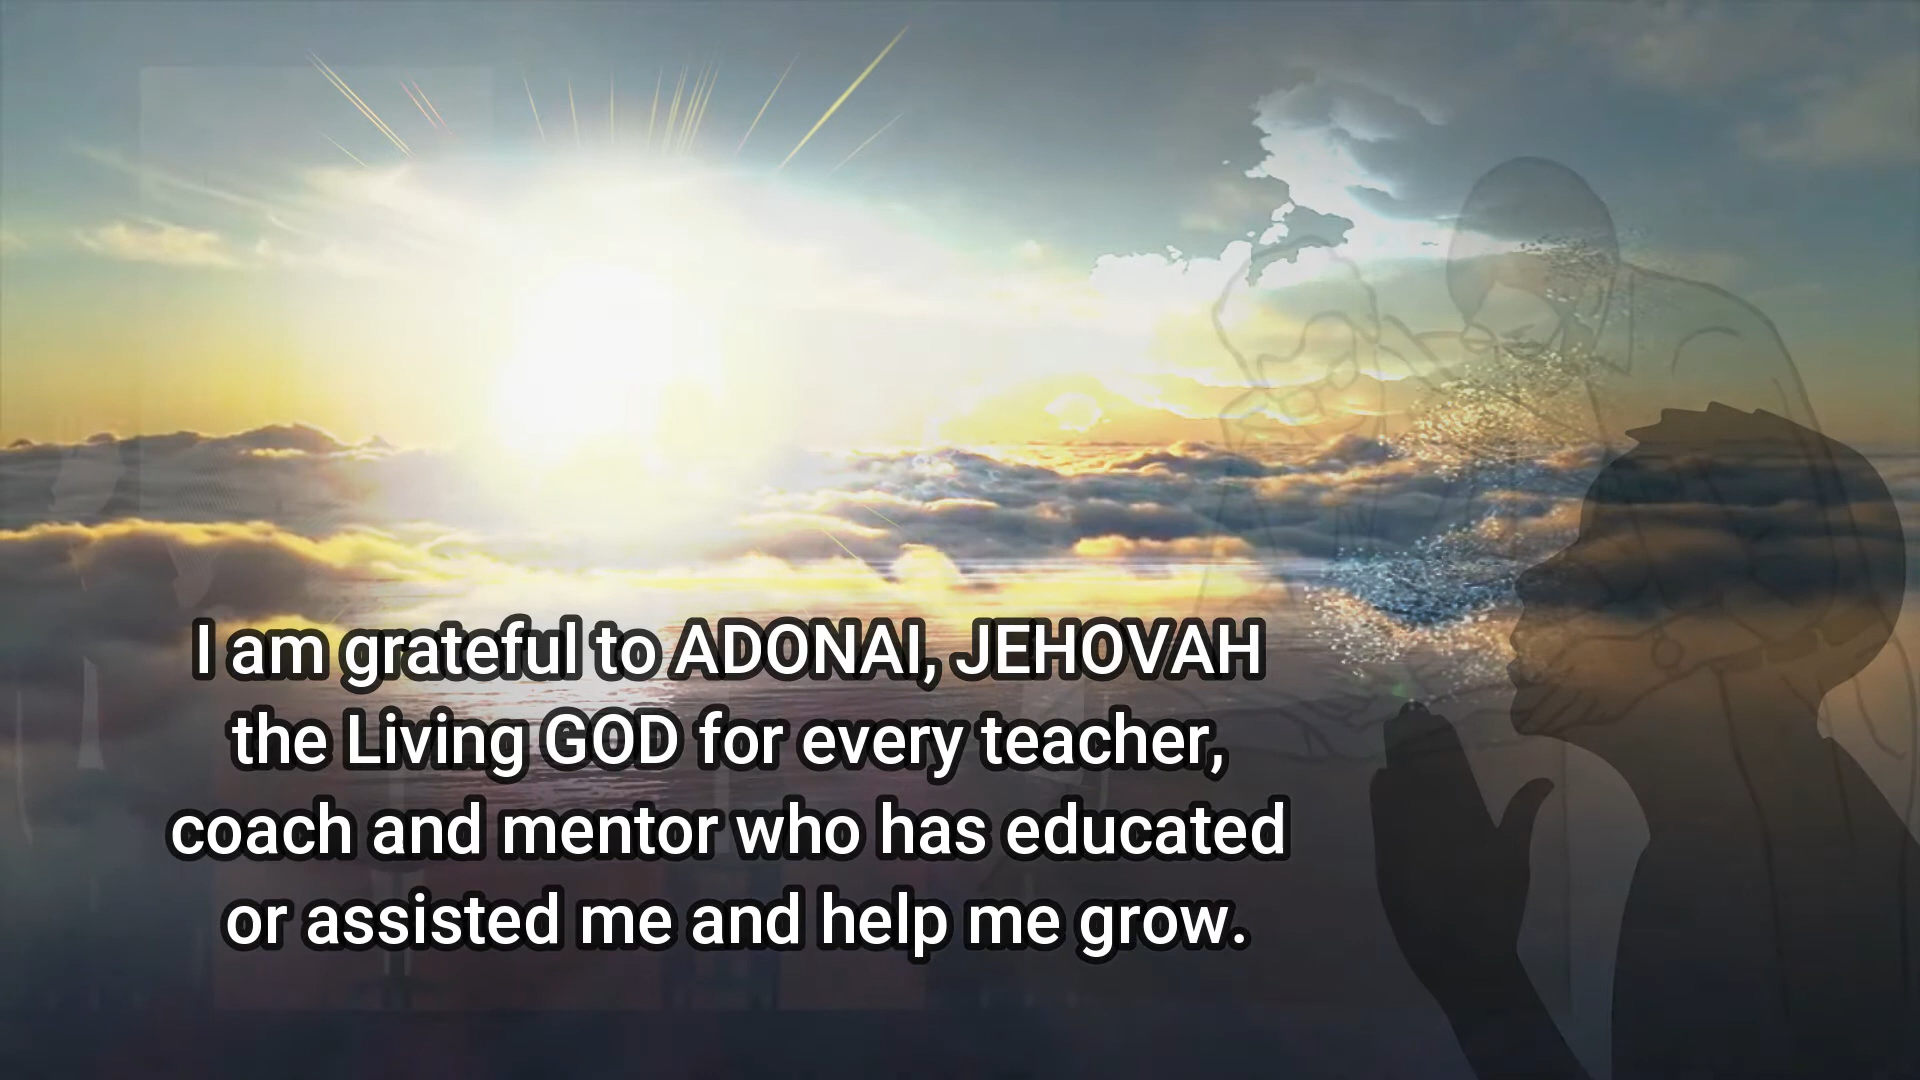 I am grateful to ADONAI, JEHOVAH
the Living GOD for every teacher,
coach and mentor who has educated
or assisted me and help me grow.